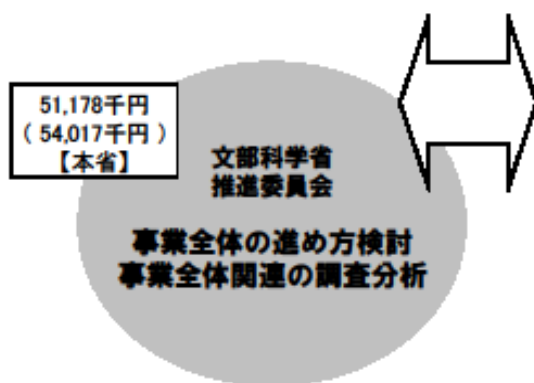 51,178千円
( 54,017千円 )
【本省】
文部科学省
推進委員会
事業全体の進め方検討
事業全体関連の調査分析